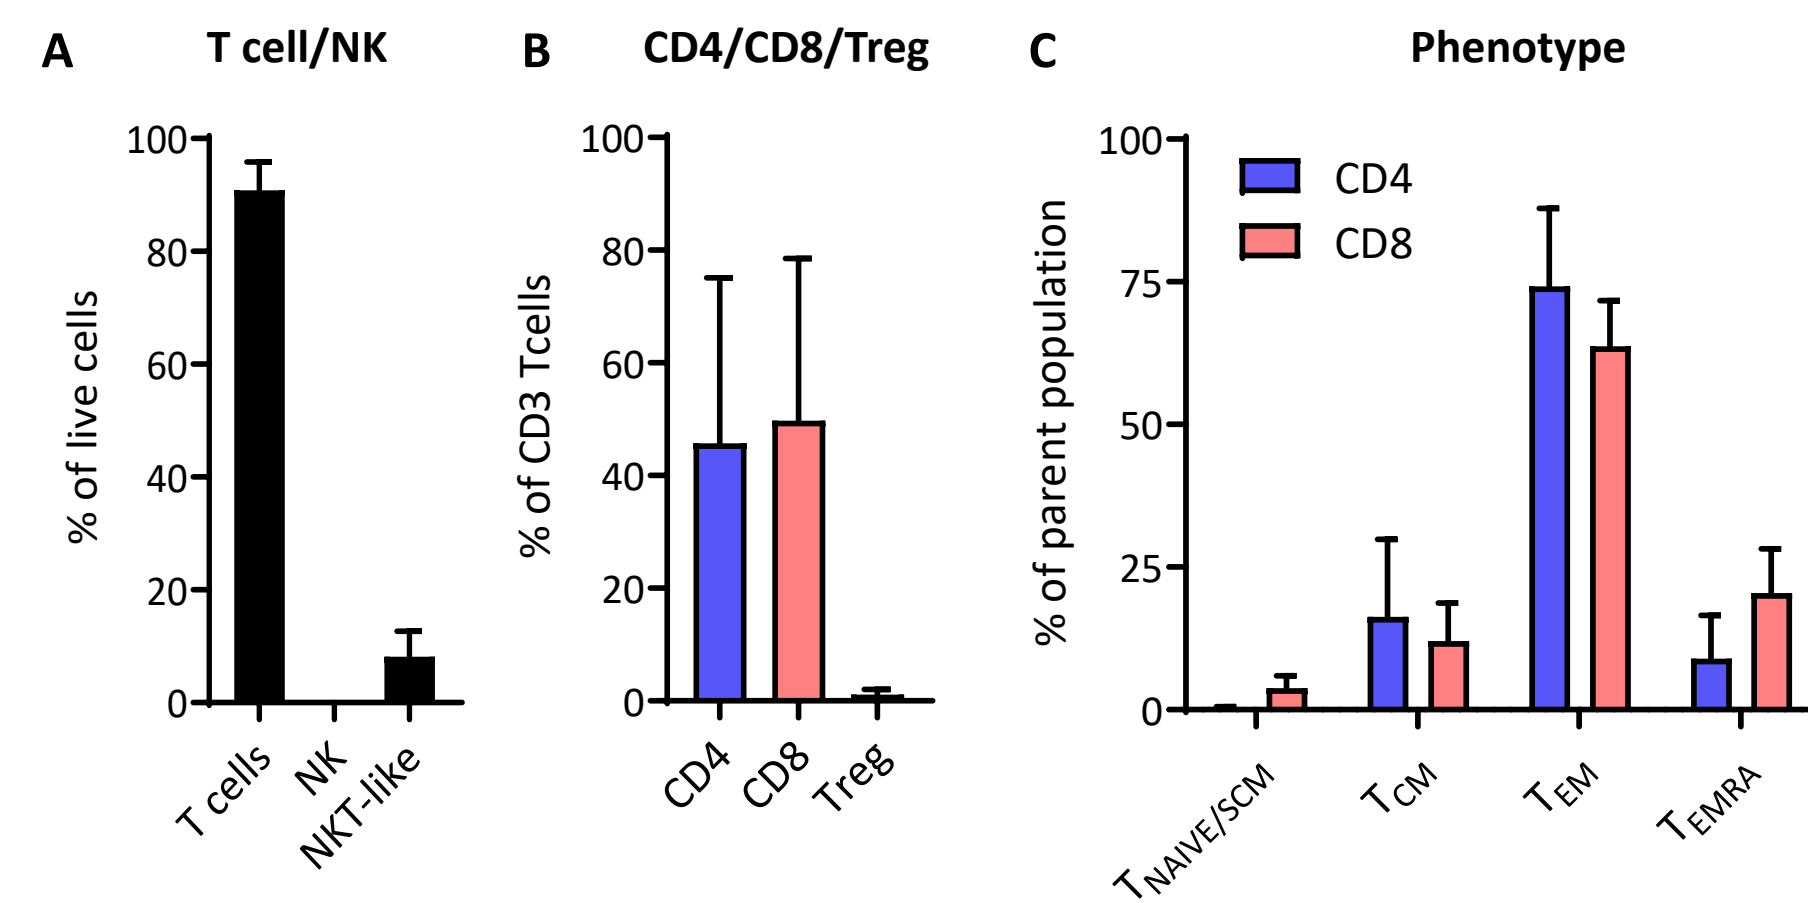 A
T cell/NK
% of live cells
100
80
60
40
20
0
T cells
NK
NKT-like
B
CD4/CD8/Treg
% of CD3 Tcells
100
80
60
40
20
0
CD4
CD8
Treg
C
Phenotype
% of parent population
100
75
50
25
0
CD4
CD8
TNAIVE/SCM
TCM
TEM
TEMRA